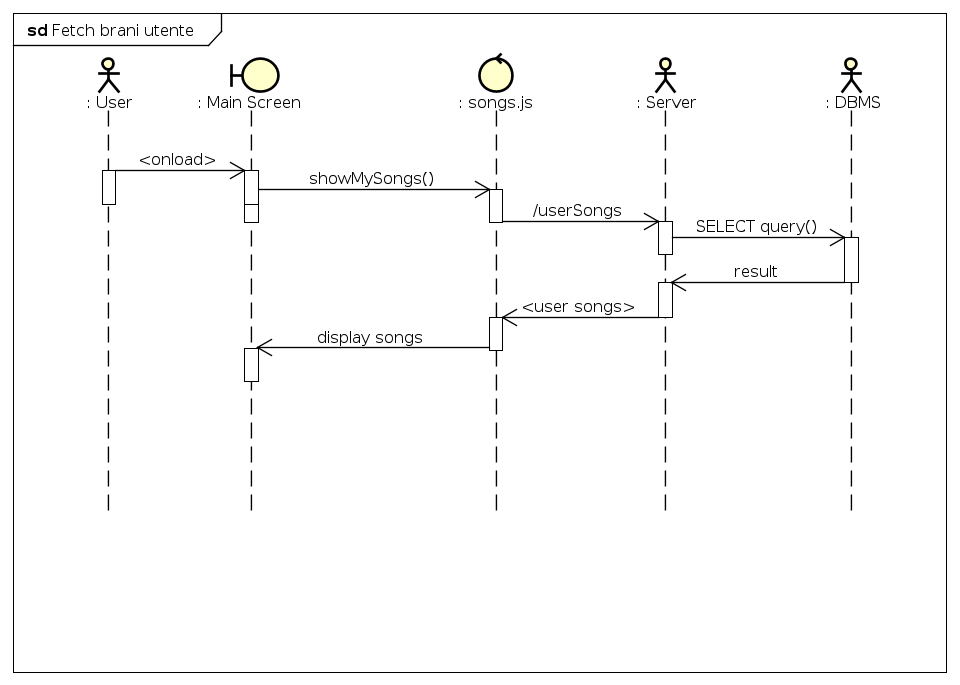 sd Fetch brani utente
: User
: Main Screen
: songs.js
: Server
: DBMS
<onload>
showMySongs()
/userSongs
SELECT query()
result
<user songs>
display songs